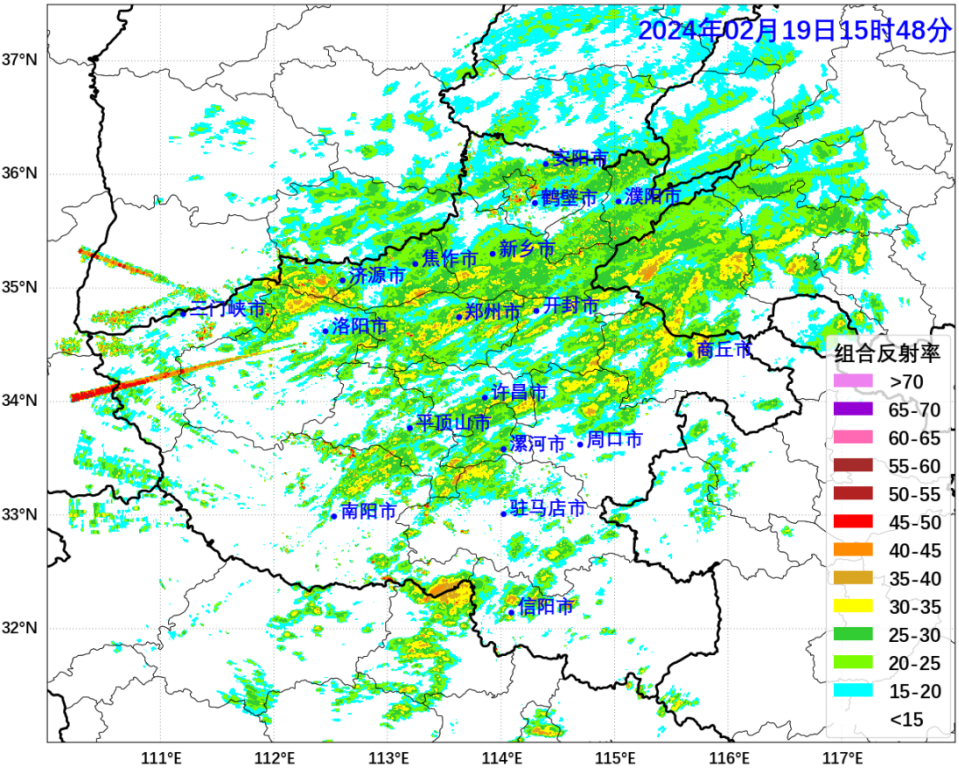 2024年02月19日15时48分
37°N
36°N
安阳市
鹤壁市
濮阳市
新乡市
焦作市
济源市
35°N
三门峡市
郑州市
开封市
洛阳市
商丘市
组合反射率
>70
34°N
许昌市
65-70
平顶山市
漯河市
周口市
60-65
55-60
50-55
33°N
南阳市
驻马店市
45-50
40-45
35-40
信阳市
30-35
32°N
25-30
20-25
15-20
<15
111°E
112°E
113°E
114°E
115°E
116°E
117°E